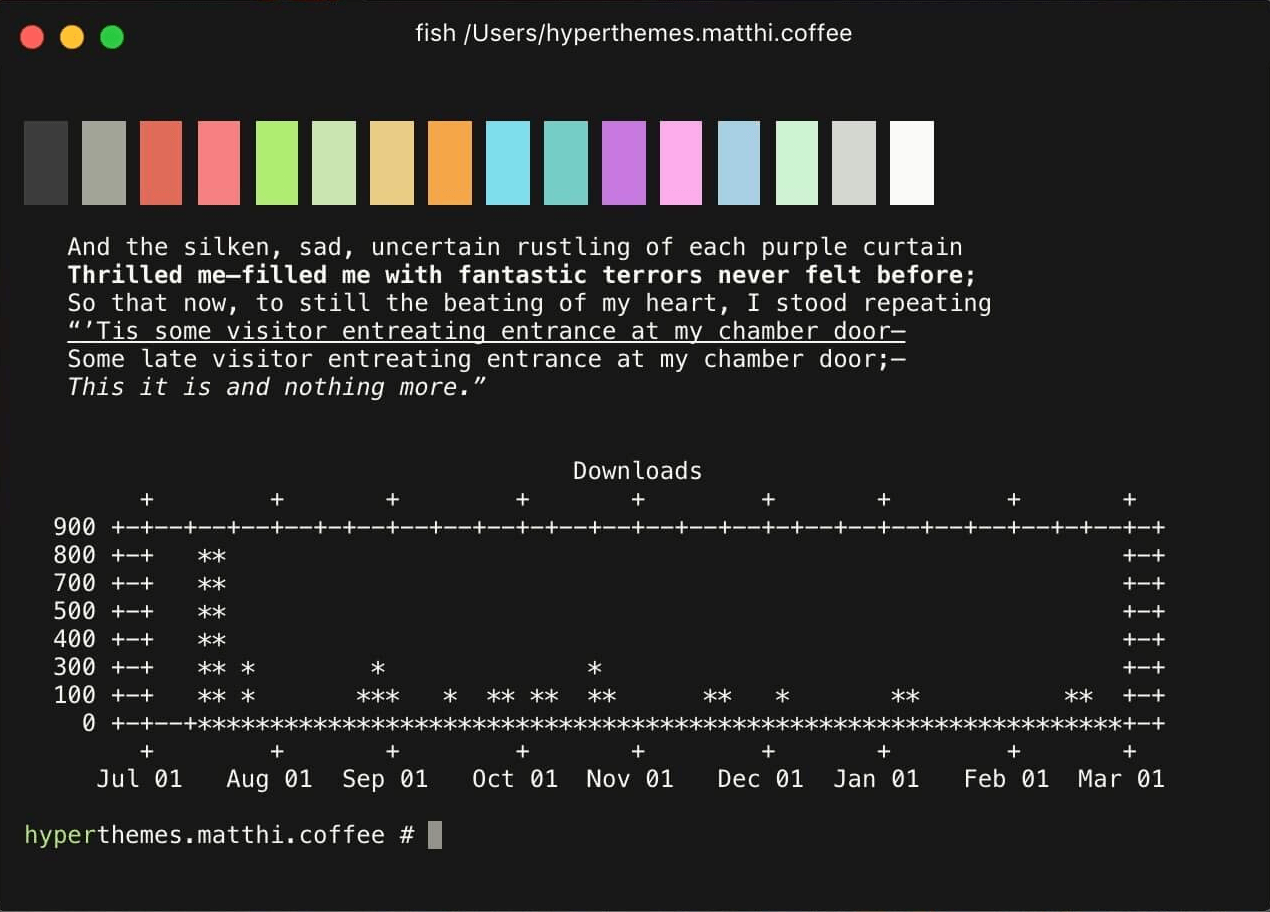 fish /Users/hyperthemes.matthi.coffee
And the silken, sad, uncertain rustling of each purple curtain
Thrilled me—filled me with fantastic terrors never felt before;
So that now, to still the beating of my heart, I stood repeating
“’Tis some visitor entreating entrance at my chamber door—
Some late visitor entreating entrance at my chamber door;—
This it is and nothing more.”
Downloads
+        +       +        +       +        +       +        +       +
900 +-+--+--+--+---+--+--+--+--+---+--+--+--+--+--+---+--+--+--+--+---+--+--+-+
800 +-+   **                                                              +-+
700 +-+   **                                                              +-+
500 +-+   **                                                              +-+
400 +-+   **                                                              +-+
300 +-+   ** *        *              *                                    +-+
100 +-+   ** *       ***   *  ** **  **      **   *       **          **  +-+
0 +-+--+****************************************************************+-+
+        +       +        +       +        +       +        +       +
Jul 01   Aug 01  Sep 01   Oct 01  Nov 01   Dec 01  Jan 01   Feb 01  Mar 01
hyperthemes.matthi.coffee #